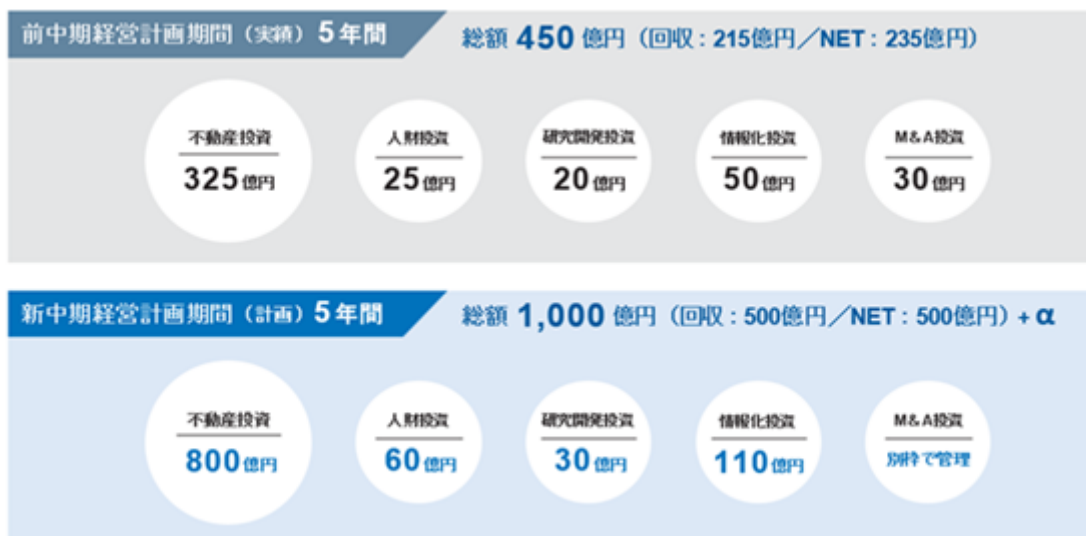 前中期経営計画期間（実績）5年間
総額 450 億円（回収：215億円／NET：235億円）
不動産投資
325億円
人財投資
25億円
研究開発投資
20億円
情報化投資
50億円
M&A投資
30億円
新中期経営計画期間（計画）5年間
総額 1,000 億円（回収：500億円／NET：500億円）+ α
不動産投資
800億円
人財投資
60億円
研究開発投資
30億円
情報化投資
110億円
M&A投資
別枠で管理